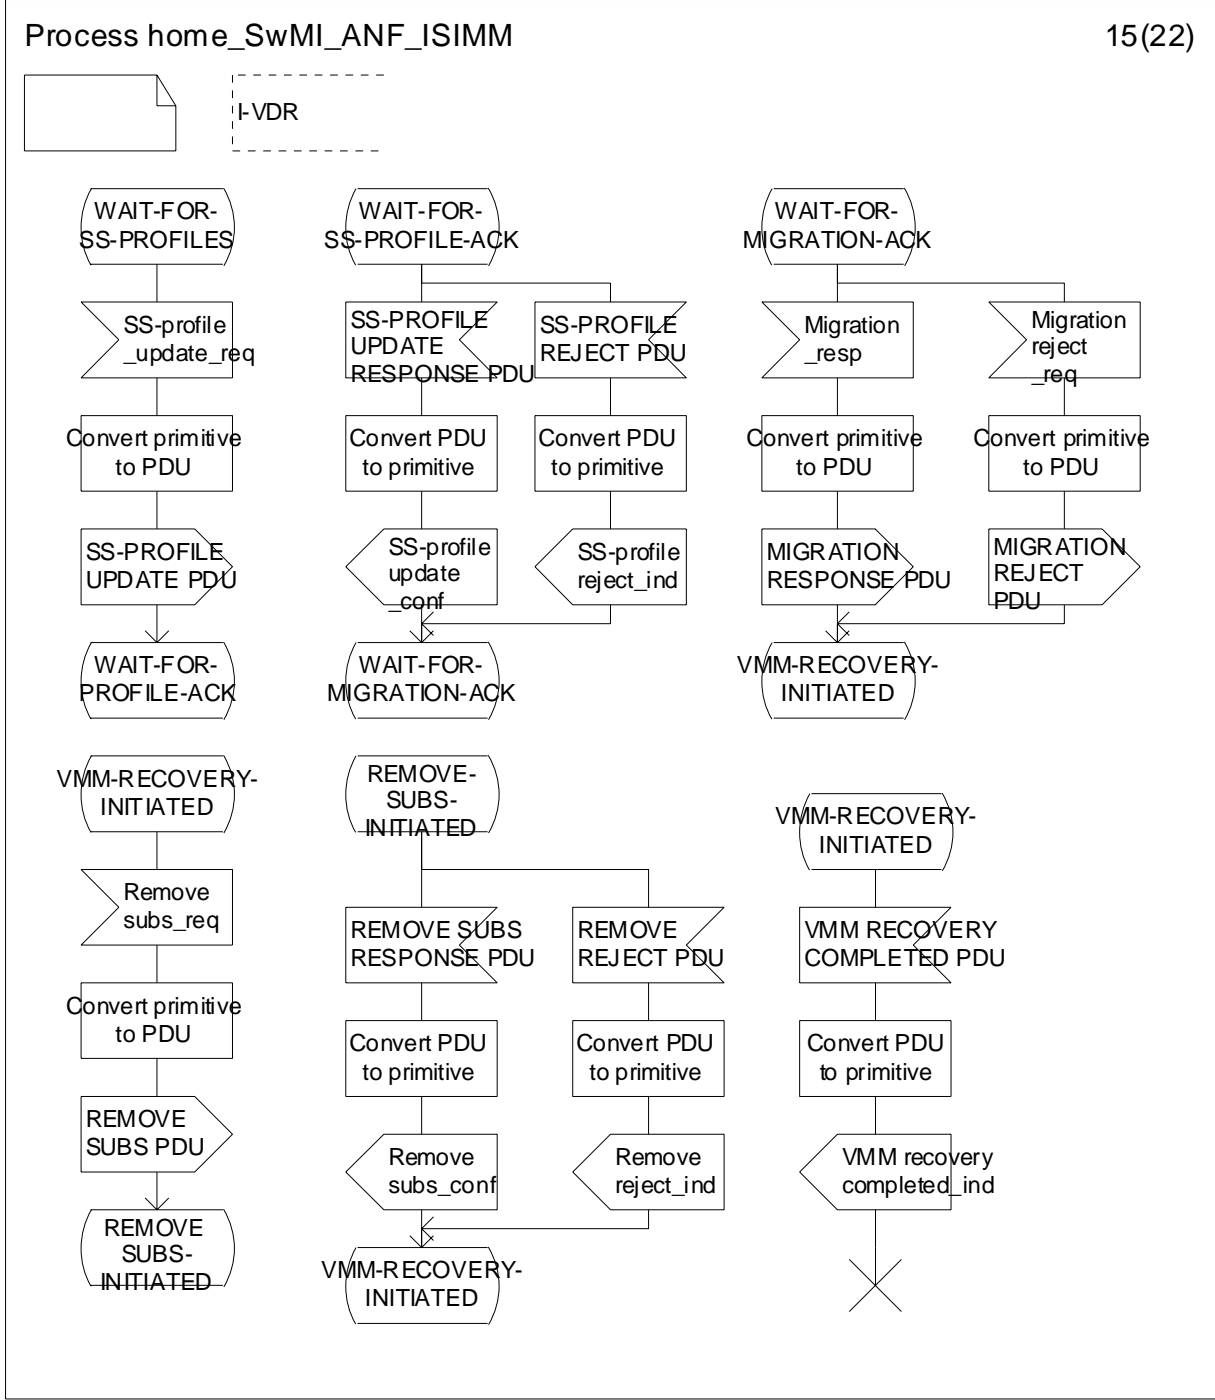 Process home_SwMI_ANF_ISIMM
15(22)
I-VDR
WAIT-FOR-
SS-PROFILES
SS-profile
_update_req
Convert primitive
to PDU
SS-PROFILE
UPDATE PDU
WAIT-FOR-
PROFILE-ACK
WAIT-FOR-
SS-PROFILE-ACK
SS-PROFILE
UPDATE
RESPONSE PDU
Convert PDU
to primitive
SS-profile
update
_conf
WAIT-FOR-
MIGRATION-ACK
SS-PROFILE
REJECT PDU
Convert PDU
to primitive
SS-profile
reject_ind
WAIT-FOR-
MIGRATION-ACK
Migration
_resp
Convert primitive
to PDU
MIGRATION
RESPONSE PDU
VMM-RECOVERY-
INITIATED
Migration
reject
_req
Convert primitive
to PDU
MIGRATION
REJECT
PDU
VMM-RECOVERY-
INITIATED
Remove
subs_req
Convert primitive
to PDU
REMOVE
SUBS PDU
REMOVE
SUBS-
INITIATED
REMOVE-
SUBS-
INITIATED
REMOVE SUBS
RESPONSE PDU
Convert PDU
to primitive
Remove
subs_conf
VMM-RECOVERY-
INITIATED
REMOVE
REJECT PDU
Convert PDU
to primitive
Remove
reject_ind
VMM-RECOVERY-
INITIATED
VMM RECOVERY
COMPLETED PDU
Convert PDU
to primitive
VMM recovery
completed_ind